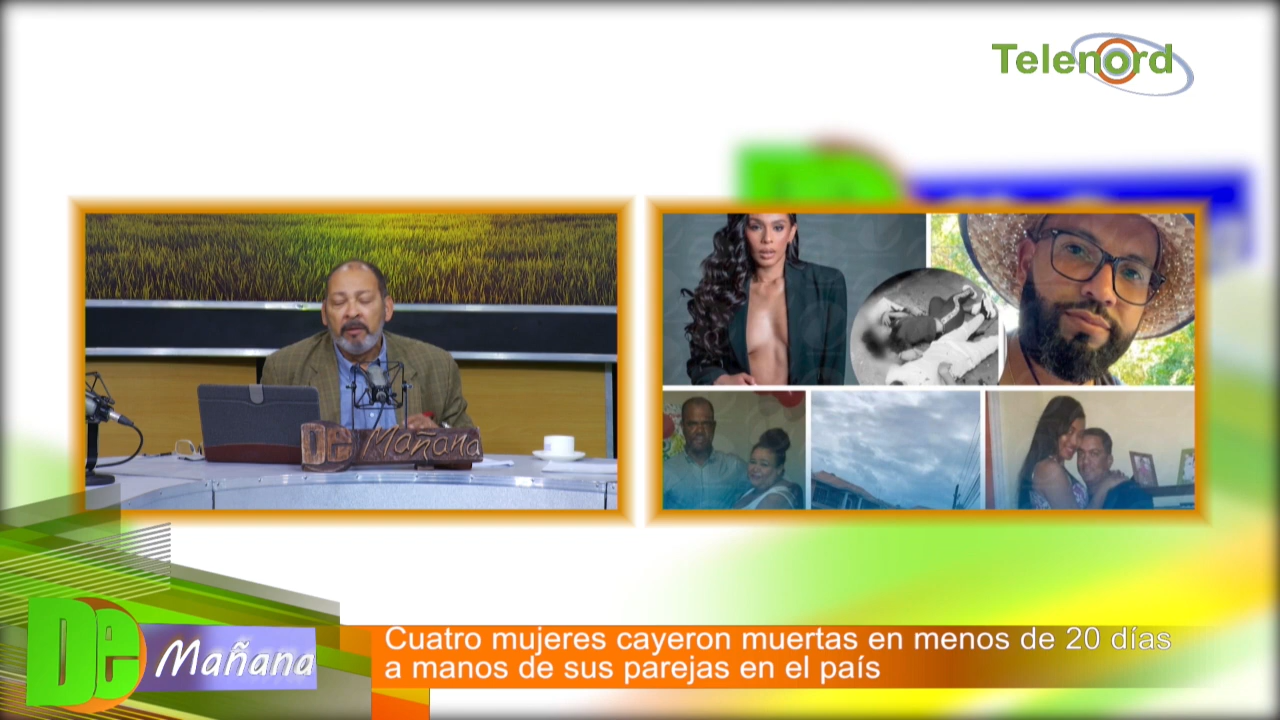 Telenord
De Mañana
De
Mañana
Cuatro mujeres cayeron muertas en menos de 20 días
a manos de sus parejas en el país